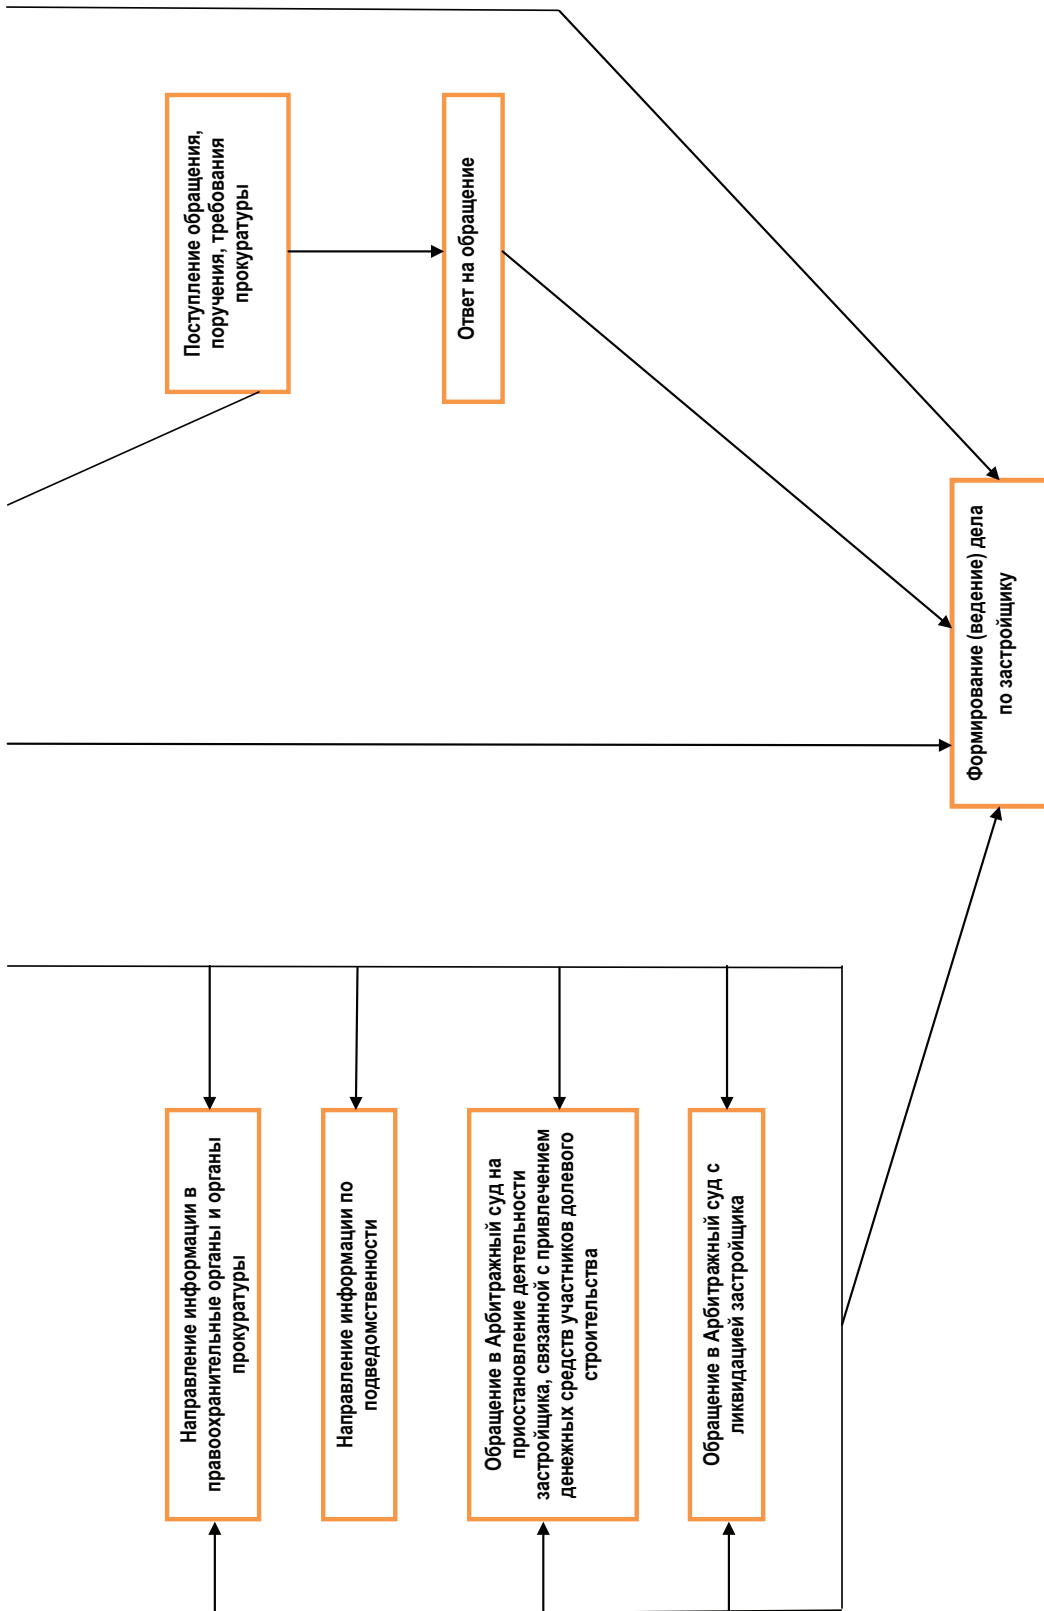 Направление информации в
правоохранительные органы и органы
прокуратуры
Поступление обращения,
поручения, требования
прокуратуры
Направление информации по
подведомственности
Ответ на обращение
Обращение в Арбитражный суд на
приостановление деятельности
застройщика, связанной с привлечением
денежных средств участников долевого
строительства
Обращение в Арбитражный суд с
ликвидацией застройщика
Формирование (ведение) дела
по застройщику